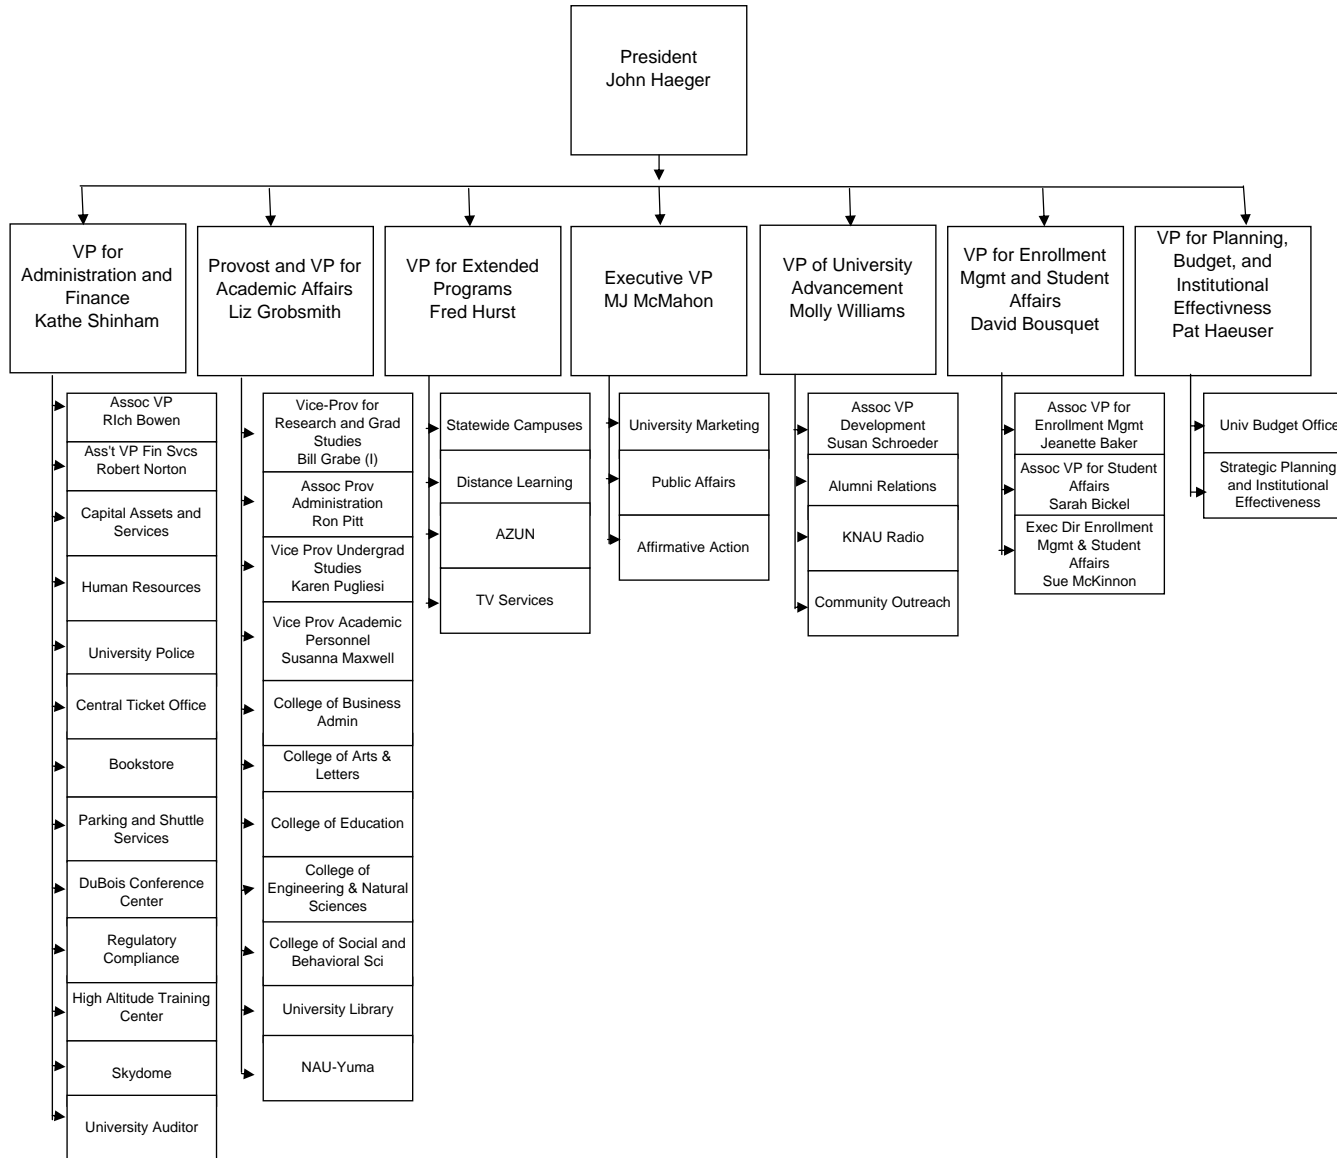 President
John Haeger
VP for
Administration and
Finance
Kathe Shinham
Provost and VP for
Academic Affairs
Liz Grobsmith
VP for Extended
Programs
Fred Hurst
Executive VP
MJ McMahon
VP of University
Advancement
Molly Williams
VP for Enrollment
Mgmt and Student
Affairs
David Bousquet
VP for Planning,
Budget, and
Institutional
Effectivness
Pat Haeuser
Assoc VP
RIch Bowen
Ass't VP Fin Svcs
Robert Norton
Capital Assets and
Services
Human Resources
University Police
Central Ticket Office
Bookstore
Parking and Shuttle
Services
DuBois Conference
Center
Regulatory
Compliance
High Altitude Training
Center
Skydome
University Auditor
Vice-Prov for
Research and Grad
Studies
Bill Grabe (I)
Assoc Prov
Administration
Ron Pitt
Vice Prov Undergrad
Studies
Karen Pugliesi
Vice Prov Academic
Personnel
Susanna Maxwell
College of Business
Admin
College of Arts &
Letters
College of Education
College of
Engineering & Natural
Sciences
College of Social and
Behavioral Sci
University Library
NAU-Yuma
Statewide Campuses
Distance Learning
AZUN
TV Services
University Marketing
Public Affairs
Affirmative Action
Assoc VP
Development
Susan Schroeder
Alumni Relations
KNAU Radio
Community Outreach
Assoc VP for
Enrollment Mgmt
Jeanette Baker
Assoc VP for Student
Affairs
Sarah Bickel
Exec Dir Enrollment
Mgmt & Student
Affairs
Sue McKinnon
Univ Budget Office
Strategic Planning
and Institutional
Effectiveness